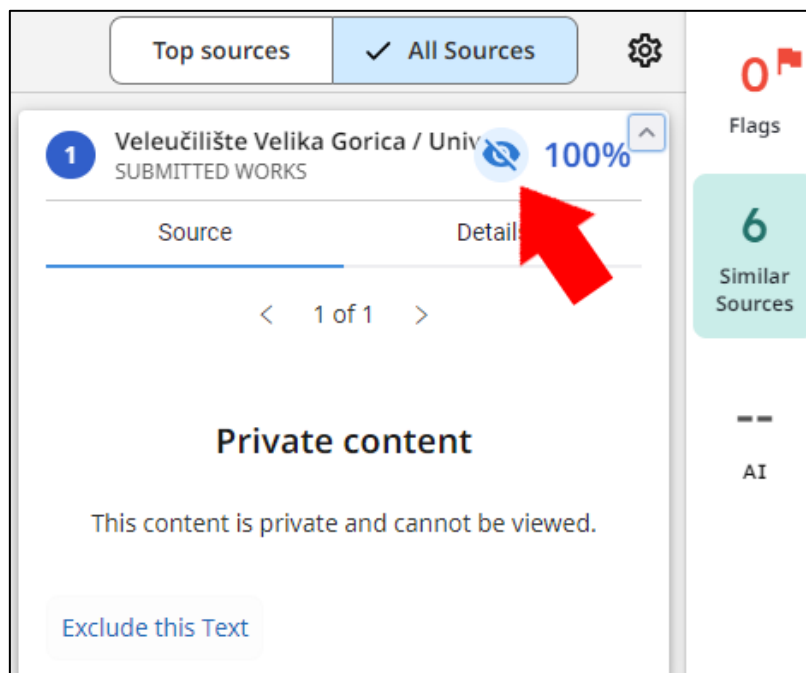 Top sources
All Sources
1
Veleučilište Velika Gorica / Univ
100%
SUBMITTED WORKS
Source
Details
1 of 1
Private content
This content is private and cannot be viewed.
Exclude this Text
0
Flags
6
Similar
Sources
--
AI